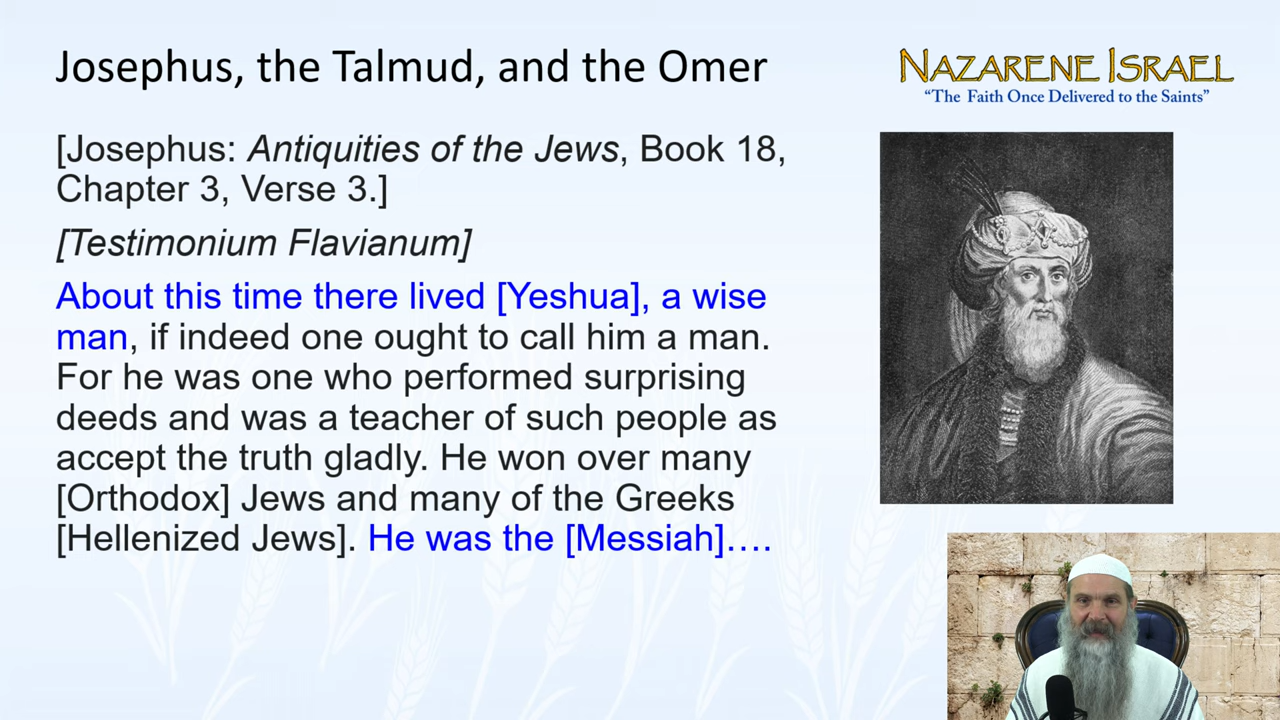 Josephus, the Talmud, and the Omer
NAZARENE ISRAEL
“The Faith Once Delivered to the Saints”
[Josephus: Antiquities of the Jews, Book 18,
Chapter 3, Verse 3.]
[Testimonium Flavianum]
About this time there lived [Yeshua], a wise
man, if indeed one ought to call him a man.
For he was one who performed surprising
deeds and was a teacher of such people as
accept the truth gladly. He won over many
[Orthodox] Jews and many of the Greeks
[Hellenized Jews]. He was the [Messiah]….